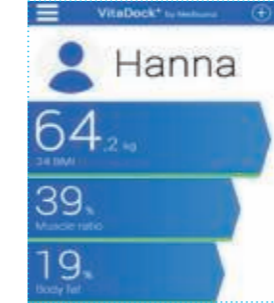 VitaDock+ by Medisana
Hanna
64,2 kg
24 BMI
39%
Muscle ratio
19%
Body fat